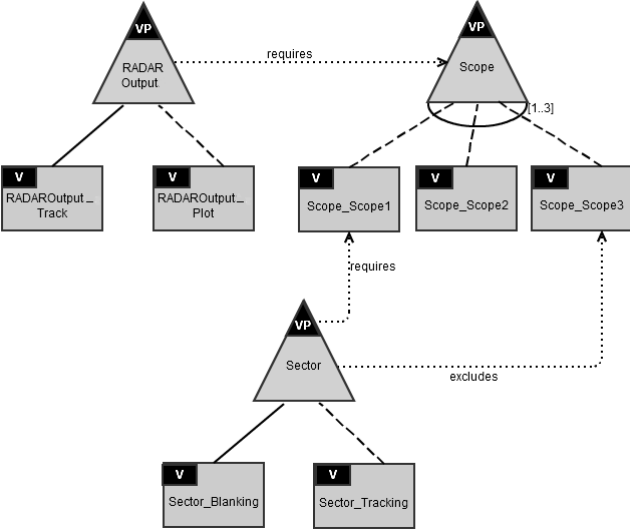 VP
RADAR
Output
requires
VP
Scope
[1..3]
V
RADAROutput_
Track
V
RADAROutput_
Plot
V
Scope_Scope1
V
Scope_Scope2
V
Scope_Scope3
requires
VP
Sector
excludes
V
Sector_Blanking
V
Sector_Tracking